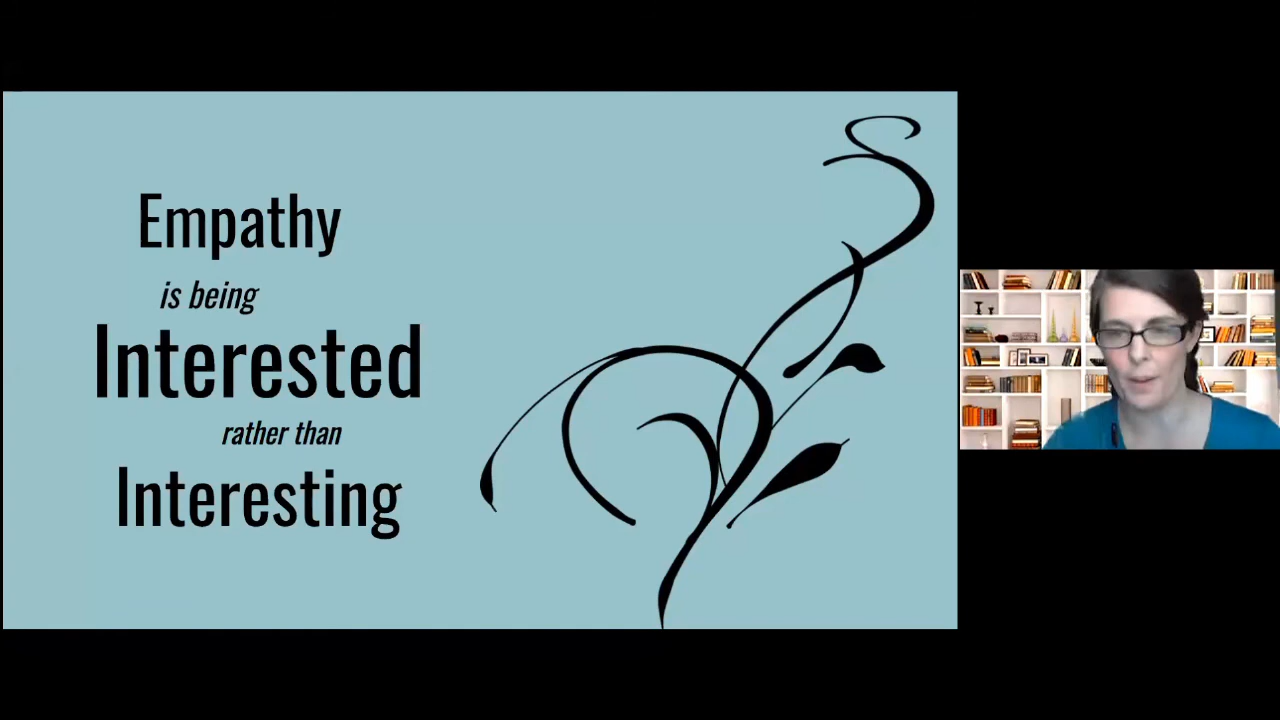 Empathy
is being
Interested
rather than
Interesting